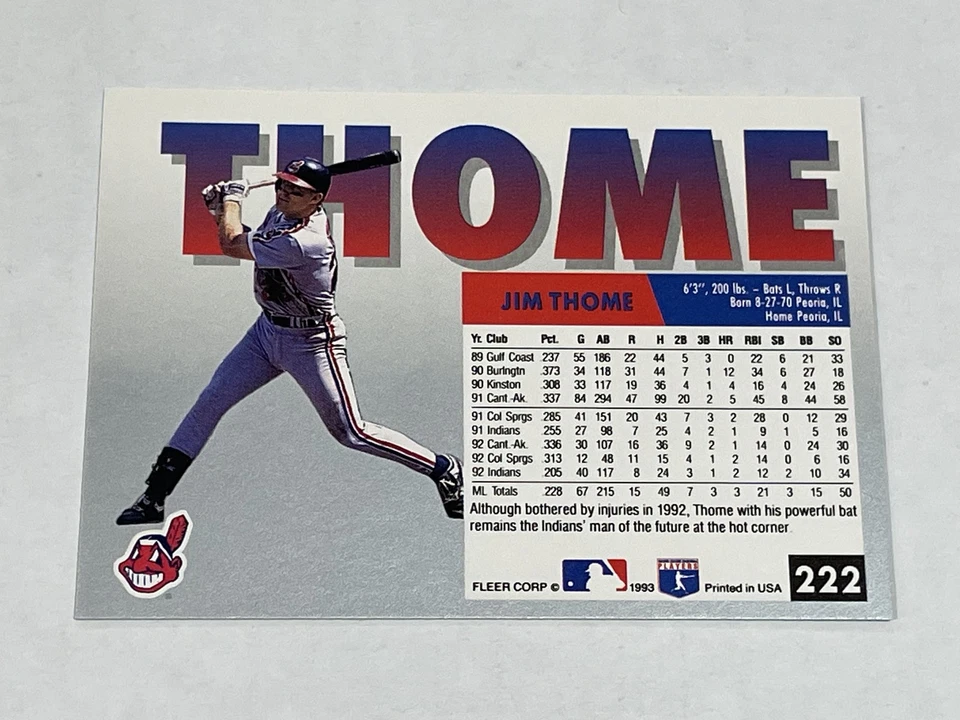 THOME
JIM THOME
6'3", 200 lbs. – Bats L, Throws R
Born 8-27-70 Peoria, IL
Home Peoria, IL
Yr. Club Pct. G AB R H 2B 3B HR RBI SB BB SO
89 Gulf Coast .237 55 186 22 44 5 3 0 22 6 21 33
90 Burlngtn .373 34 118 31 44 7 1 12 34 6 27 18
90 Kinston .308 33 117 19 36 4 1 4 16 4 24 26
91 Cant.-Ak. .337 84 294 47 99 20 2 5 45 8 44 58
91 Col Sprgs .285 41 151 20 43 7 3 2 28 0 12 29
91 Indians .255 27 98 7 25 4 2 1 9 1 5 16
92 Cant.-Ak. .336 30 107 16 36 9 2 1 14 0 24 30
92 Col Sprgs .313 12 48 11 15 4 1 2 14 0 6 16
92 Indians .205 40 117 8 24 3 1 2 12 2 10 34
ML Totals .228 67 215 15 49 7 3 3 21 3 15 50
Although bothered by injuries in 1992, Thome with his powerful bat
remains the Indians' man of the future at the hot corner.
FLEER CORP © 1993 PLAYERS Printed in USA
222